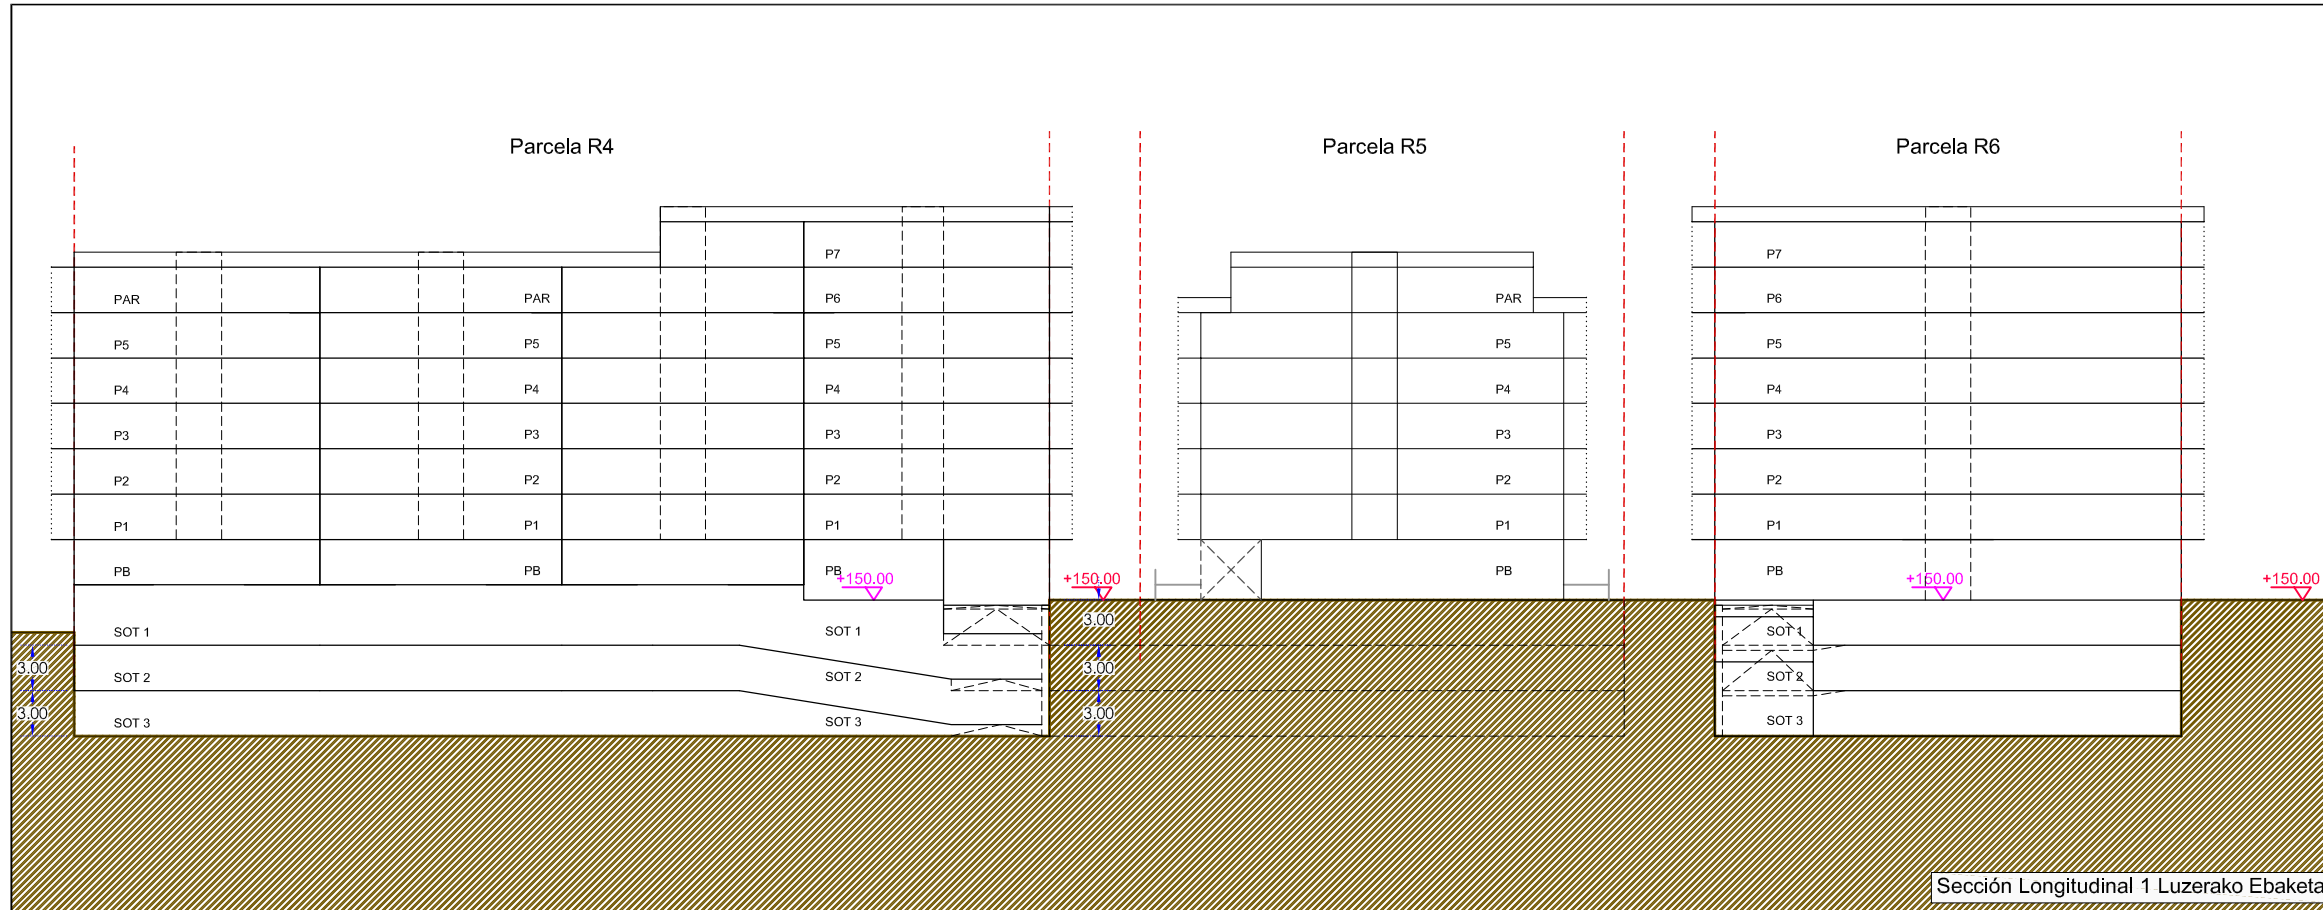 Parcela R4
Parcela R5
Parcela R6
P7
P7
PAR
PAR
P6
PAR
P6
P5
P5
P5
P5
P5
P4
P4
P4
P4
P4
P3
P3
P3
P3
P3
P2
P2
P2
P2
P2
P1
P1
P1
P1
P1
PB
PB
PB
PB
PB
+150.00
+150.00
+150.00
+150.00
3.00
SOT 1
SOT 1
SOT 1
3.00
3.00
SOT 2
SOT 2
SOT 2
3.00
3.00
SOT 3
SOT 3
SOT 3
Sección Longitudinal 1 Luzerako Ebaketa